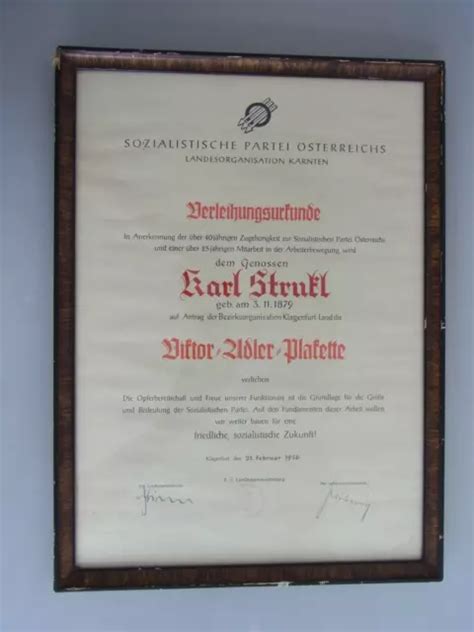 SOZIALISTISCHE PARTEI ÖSTERREICHS
LANDESORGANISATION KÄRNTEN
Verleihungsurkunde
In Anerkennung der über 40jährigen Zugehörigkeit zur Sozialistischen Partei Österreichs
und einer über 25jährigen Mitarbeit in der Arbeiterbewegung wird
dem Genossen
Karl Strukl
geb. am 3. 11. 1879
auf Antrag der Bezirksorganisation Klagenfurt-Land die
Viktor-Adler-Plakette
verliehen
Die Opferbereitschaft und Treue unserer Funktionäre ist die Grundlage für die Größe
und Bedeutung der Sozialistischen Partei. Auf den Fundamenten dieser Arbeit wollen
wir weiter bauen für eine
friedliche, sozialistische Zukunft!
Klagenfurt, den 21. Februar 1956